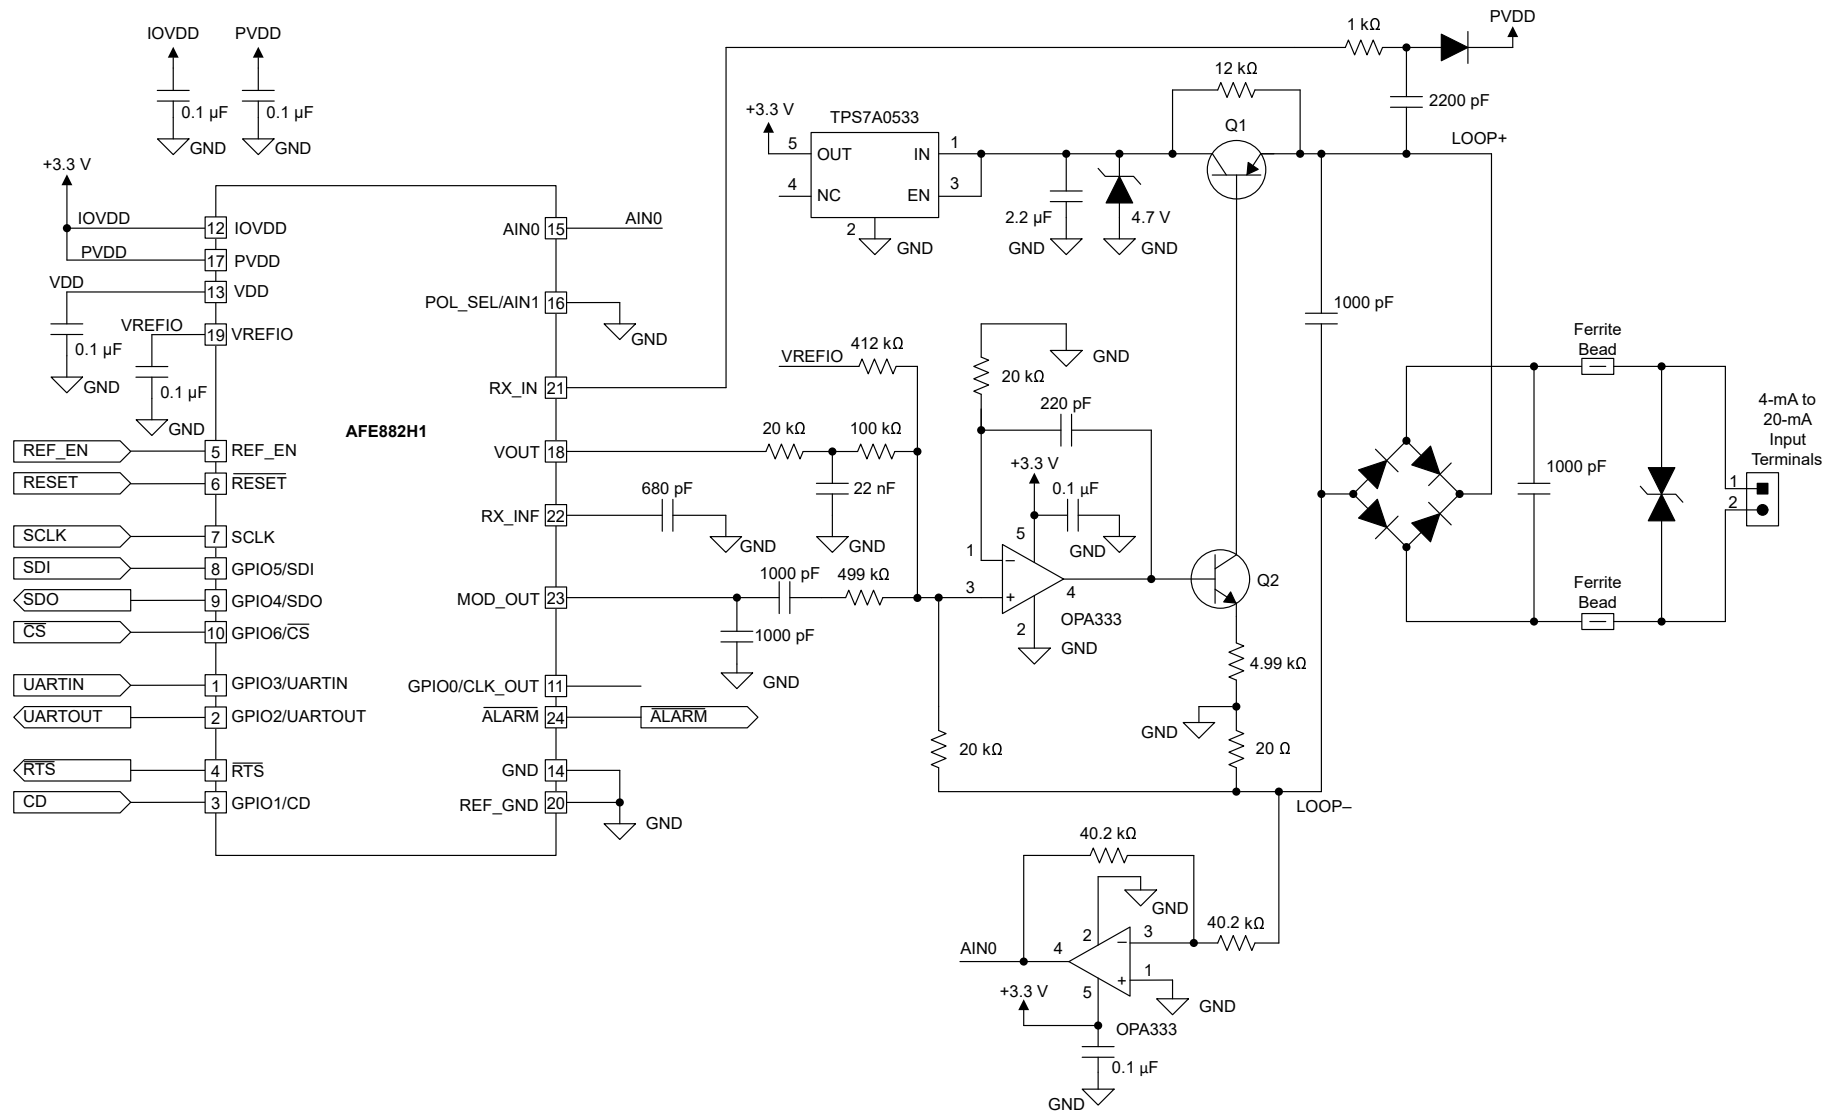 IOVDD
0.1 µF
GND
PVDD
0.1 µF
GND
+3.3 V
IOVDD
PVDD
VDD
0.1 µF
GND
VREFIO
0.1 µF
GND
AFE882H1
12 IOVDD
17 PVDD
13 VDD
19 VREFIO
REF_EN 5 REF_EN
RESET 6 RESET
SCLK 7 SCLK
SDI 8 GPIO5/SDI
SDO 9 GPIO4/SDO
CS 10 GPIO6/CS
UARTIN 1 GPIO3/UARTIN
UARTOUT 2 GPIO2/UARTOUT
RTS 4 RTS
CD 3 GPIO1/CD
AIN0 15 AIN0
POL_SEL/AIN1 16
GND
RX_IN 21
VOUT 18
RX_INF 22
680 pF
GND
MOD_OUT 23
GPIO0/CLK_OUT 11
ALARM 24 ALARM
GND 14
REF_GND 20
GND
+3.3 V
TPS7A0533
5 OUT
4 NC
IN 1
EN 3
2
GND
2.2 µF
GND
4.7 V
GND
12 kΩ
Q1
1 kΩ
PVDD
2200 pF
LOOP+
1000 pF
VREFIO
412 kΩ
20 kΩ
100 kΩ
22 nF
GND
1000 pF
499 kΩ
1000 pF
GND
GND
20 kΩ
220 pF
+3.3 V
0.1 µF
GND
1
5
–
3
+
4
2
OPA333
GND
Q2
4.99 kΩ
GND
20 Ω
20 kΩ
LOOP–
40.2 kΩ
GND
40.2 kΩ
AIN0
4
2
3
–
1
+
5
GND
+3.3 V
OPA333
0.1 µF
GND
Ferrite
Bead
1000 pF
Ferrite
Bead
4-mA to
20-mA
Input
Terminals
1
2